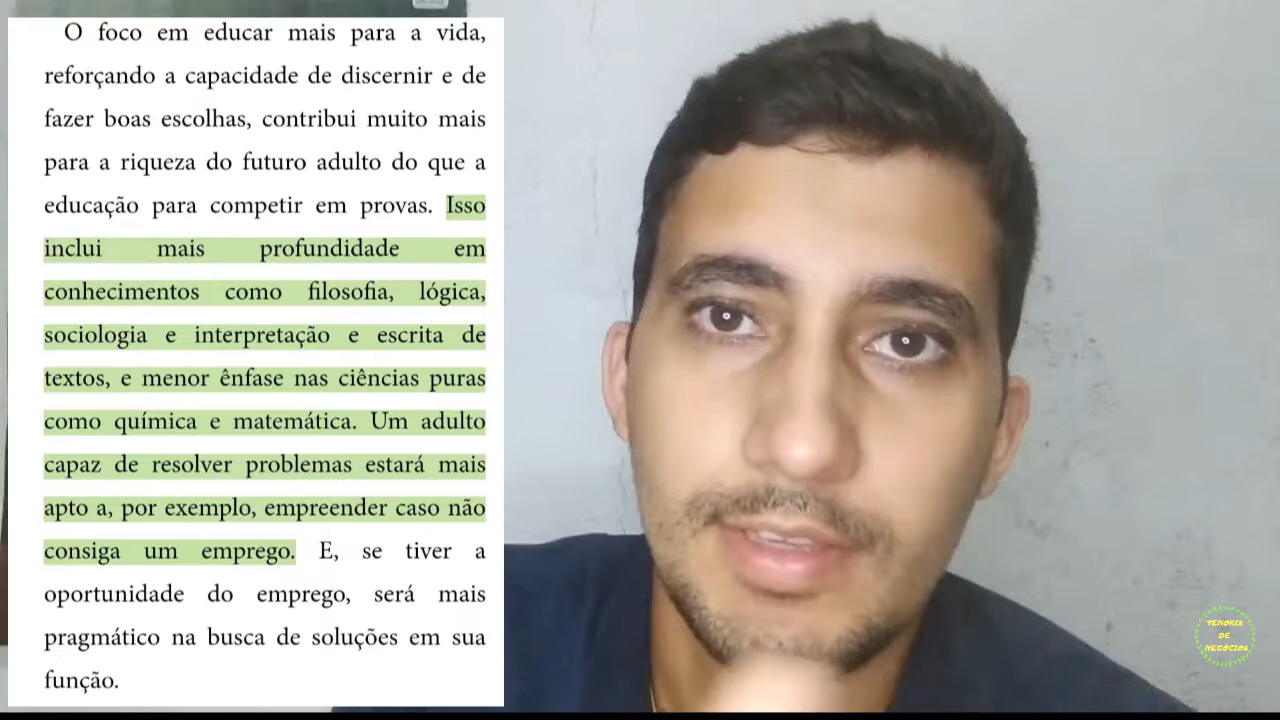 O foco em educar mais para a vida,
reforçando a capacidade de discernir e de
fazer boas escolhas, contribui muito mais
para a riqueza do futuro adulto do que a
educação para competir em provas. Isso
inclui mais profundidade em
conhecimentos como filosofia, lógica,
sociologia e interpretação e escrita de
textos, e menor ênfase nas ciências puras
como química e matemática. Um adulto
capaz de resolver problemas estará mais
apto a, por exemplo, empreender caso não
consiga um emprego. E, se tiver a
oportunidade do emprego, será mais
pragmático na busca de soluções em sua
função.
TENORIS
DE
NEGÓCIOS